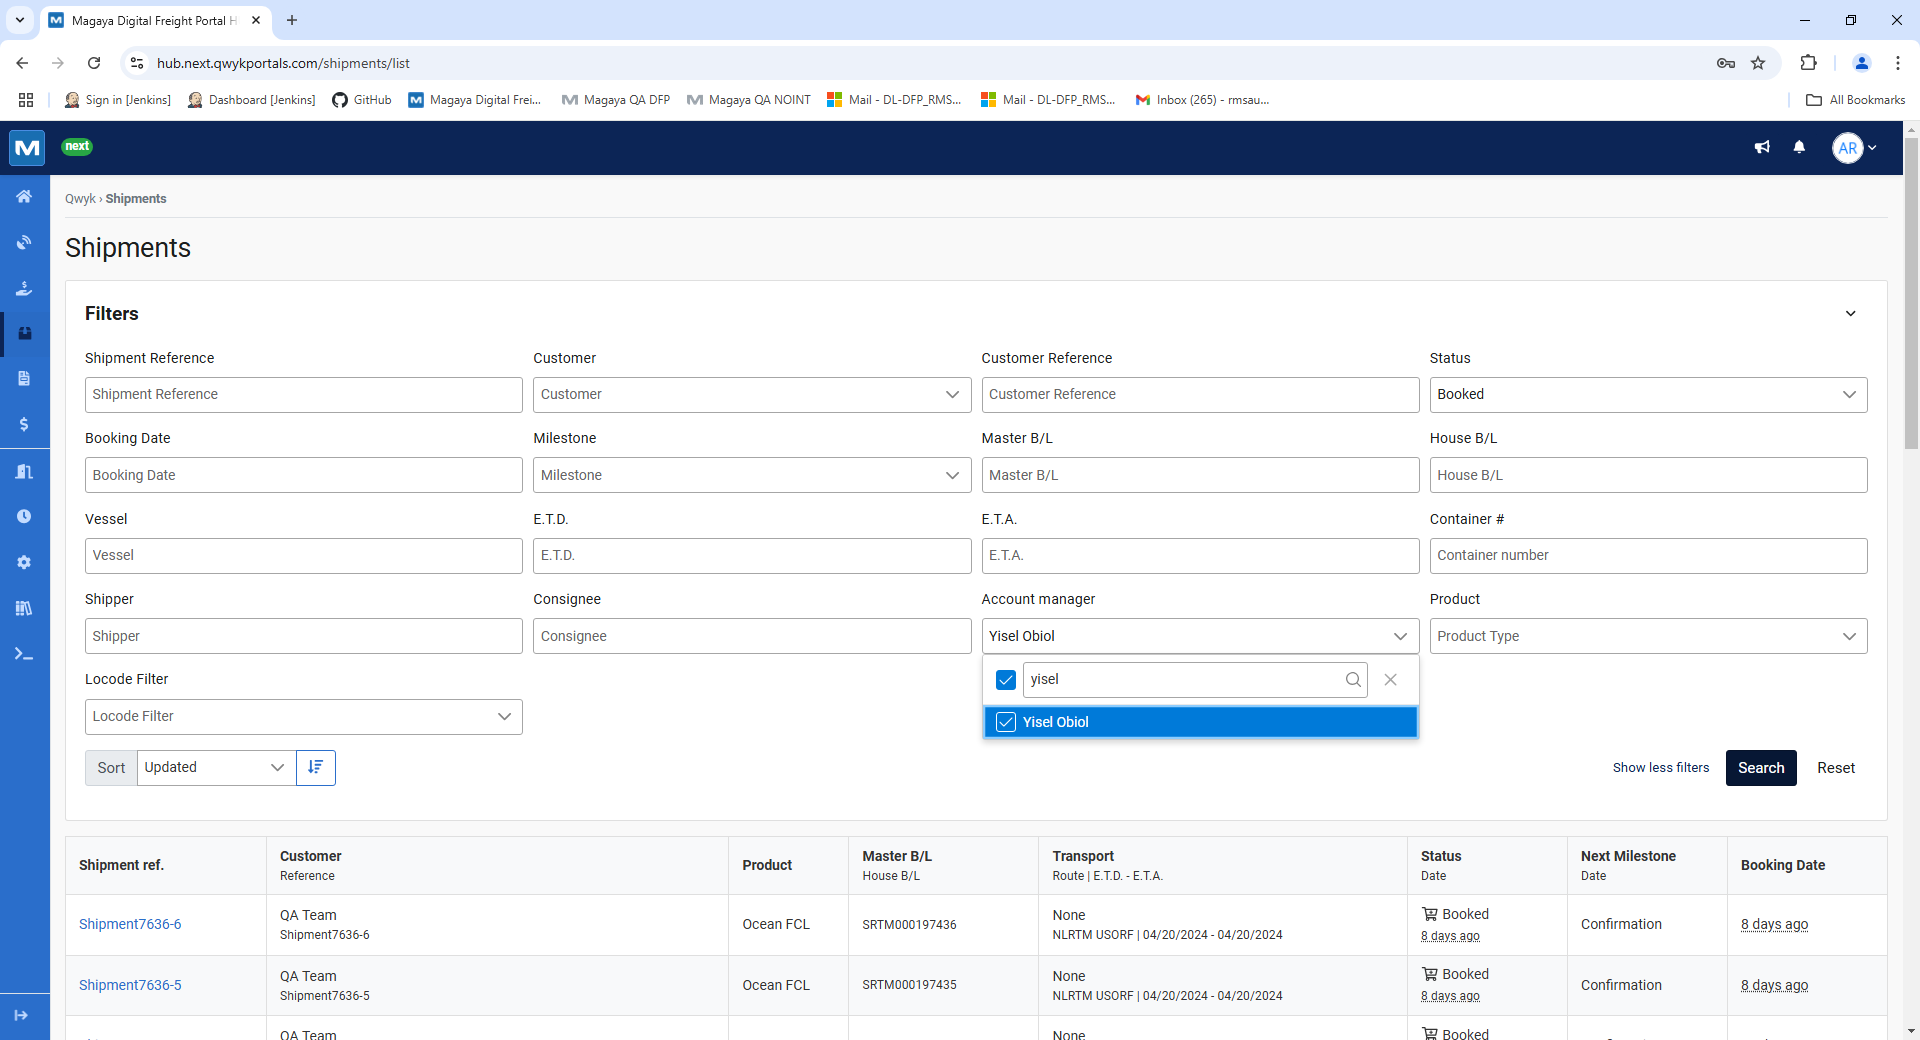 Magaya Digital Freight Portal H
hub.next.qwykportals.com/shipments/list
Sign in [Jenkins]
Dashboard [Jenkins]
GitHub
Magaya Digital Frei...
Magaya QA DFP
Magaya QA NOINT
Mail - DL-DFP_RMS...
Mail - DL-DFP_RMS...
Inbox (265) - rmsau...
All Bookmarks
next
AR
Qwyk › Shipments
Shipments
Filters
Shipment Reference
Customer
Customer Reference
Status
Shipment Reference
Customer
Customer Reference
Booked
Booking Date
Milestone
Master B/L
House B/L
Booking Date
Milestone
Master B/L
House B/L
Vessel
E.T.D.
E.T.A.
Container #
Vessel
E.T.D.
E.T.A.
Container number
Shipper
Consignee
Account manager
Product
Shipper
Consignee
Yisel Obiol
Product Type
Locode Filter
yisel
Locode Filter
Yisel Obiol
Sort
Updated
Show less filters
Search
Reset
Shipment ref.
Customer
Reference
Product
Master B/L
House B/L
Transport
Route | E.T.D. - E.T.A.
Status
Date
Next Milestone
Date
Booking Date
Shipment7636-6
QA Team
Shipment7636-6
Ocean FCL
SRTM000197436
None
NLRTM USORF | 04/20/2024 - 04/20/2024
Booked
8 days ago
Confirmation
8 days ago
Shipment7636-5
QA Team
Shipment7636-5
Ocean FCL
SRTM000197435
None
NLRTM USORF | 04/20/2024 - 04/20/2024
Booked
8 days ago
Confirmation
8 days ago
QA Team
None
Booked